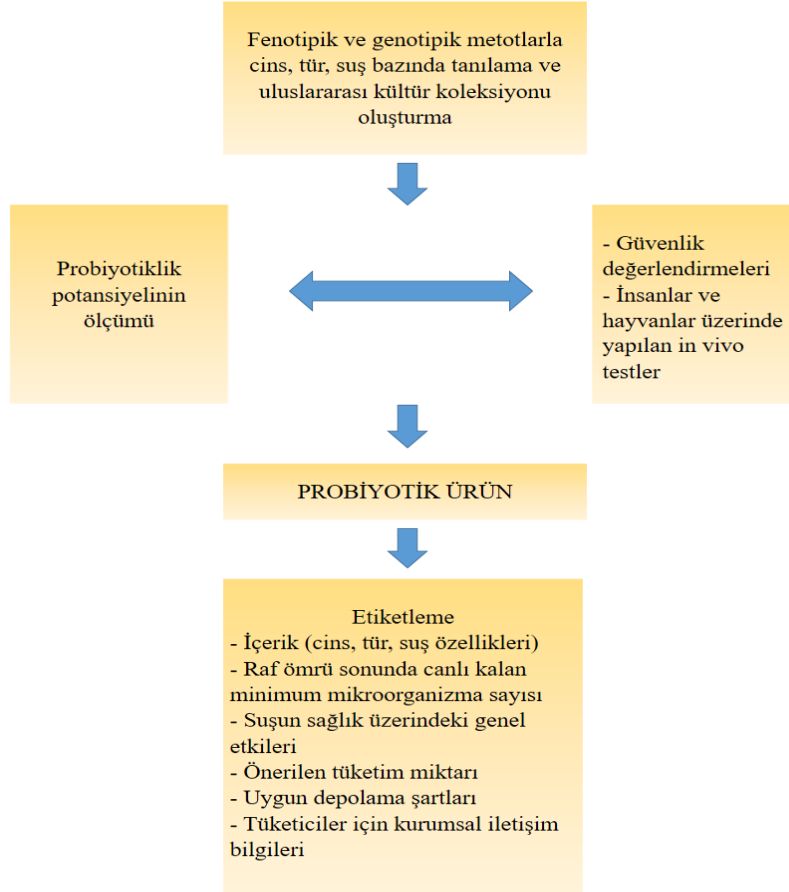 Fenotipik ve genotipik metotlarla
cins, tür, suş bazında tanılama ve
uluslararası kültür koleksiyonu
oluşturma
Probiyotiklik
potansiyelinin
ölçümü
- Güvenlik
değerlendirmeleri
- İnsanlar ve
hayvanlar üzerinde
yapılan in vivo
testler
PROBİYOTİK ÜRÜN
Etiketleme
- İçerik (cins, tür, suş özellikleri)
- Raf ömrü sonunda canlı kalan
minimum mikroorganizma sayısı
- Suşun sağlık üzerindeki genel
etkileri
- Önerilen tüketim miktarı
- Uygun depolama şartları
- Tüketiciler için kurumsal iletişim
bilgileri